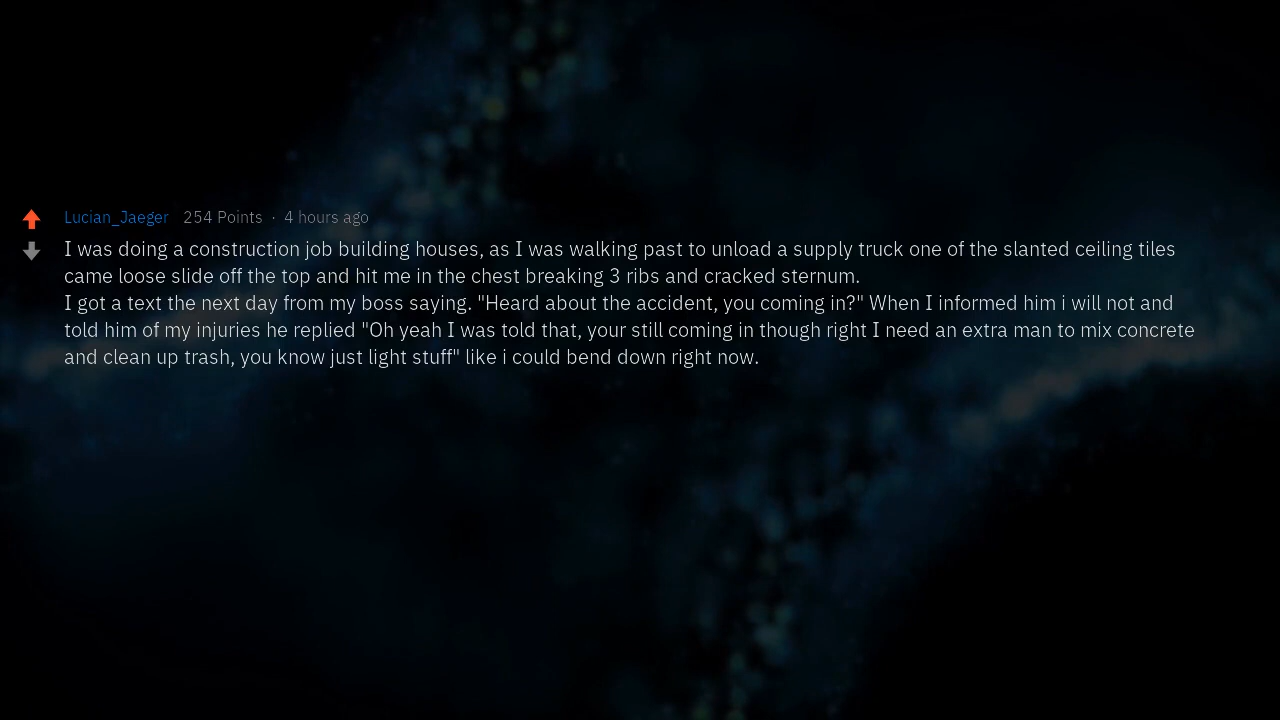 Lucian_Jaeger 254 Points · 4 hours ago
I was doing a construction job building houses, as I was walking past to unload a supply truck one of the slanted ceiling tiles
came loose slide off the top and hit me in the chest breaking 3 ribs and cracked sternum.
I got a text the next day from my boss saying. "Heard about the accident, you coming in?" When I informed him i will not and
told him of my injuries he replied "Oh yeah I was told that, your still coming in though right I need an extra man to mix concrete
and clean up trash, you know just light stuff" like i could bend down right now.